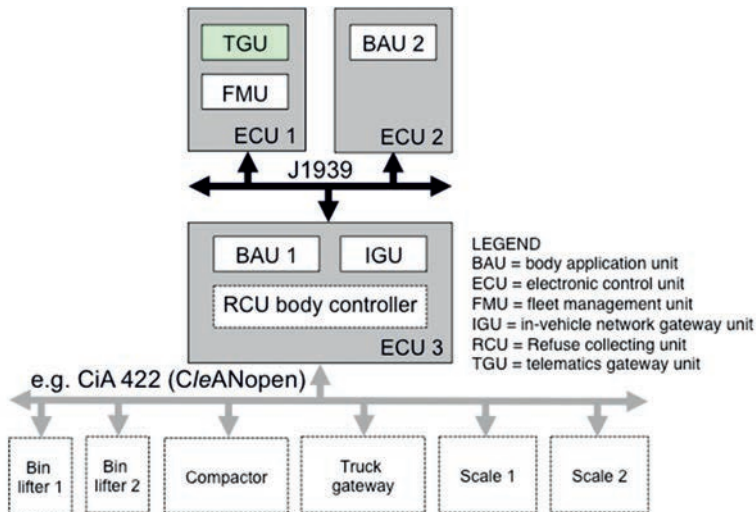 TGU
FMU
ECU 1
BAU 2
ECU 2
J1939
BAU 1
IGU
RCU body controller
ECU 3
LEGEND
BAU = body application unit
ECU = electronic control unit
FMU = fleet management unit
IGU = in-vehicle network gateway unit
RCU = Refuse collecting unit
TGU = telematics gateway unit
e.g. CiA 422 (CleANopen)
Bin
lifter 1
Bin
lifter 2
Compactor
Truck
gateway
Scale 1
Scale 2